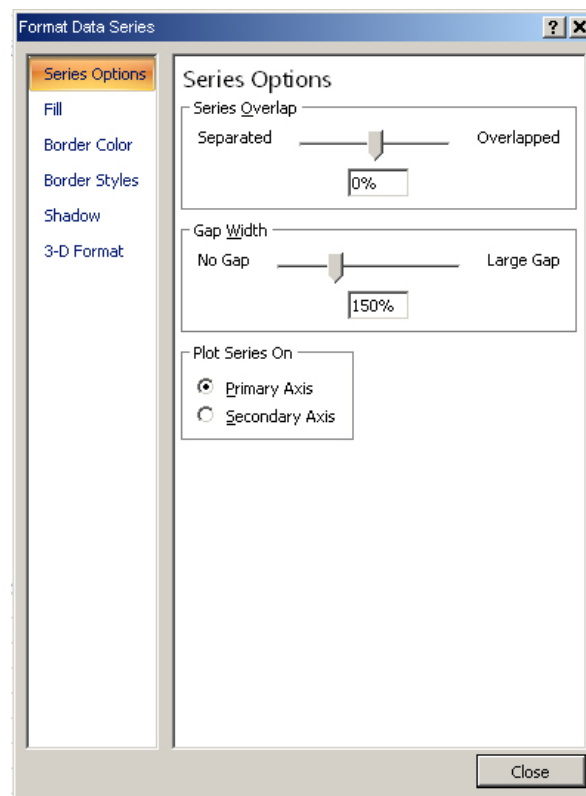 Format Data Series ? X
Series Options
Fill
Border Color
Border Styles
Shadow
3-D Format
Series Options
Series Overlap
Separated Overlapped
0%
Gap Width
No Gap Large Gap
150%
Plot Series On
Primary Axis
Secondary Axis
Close